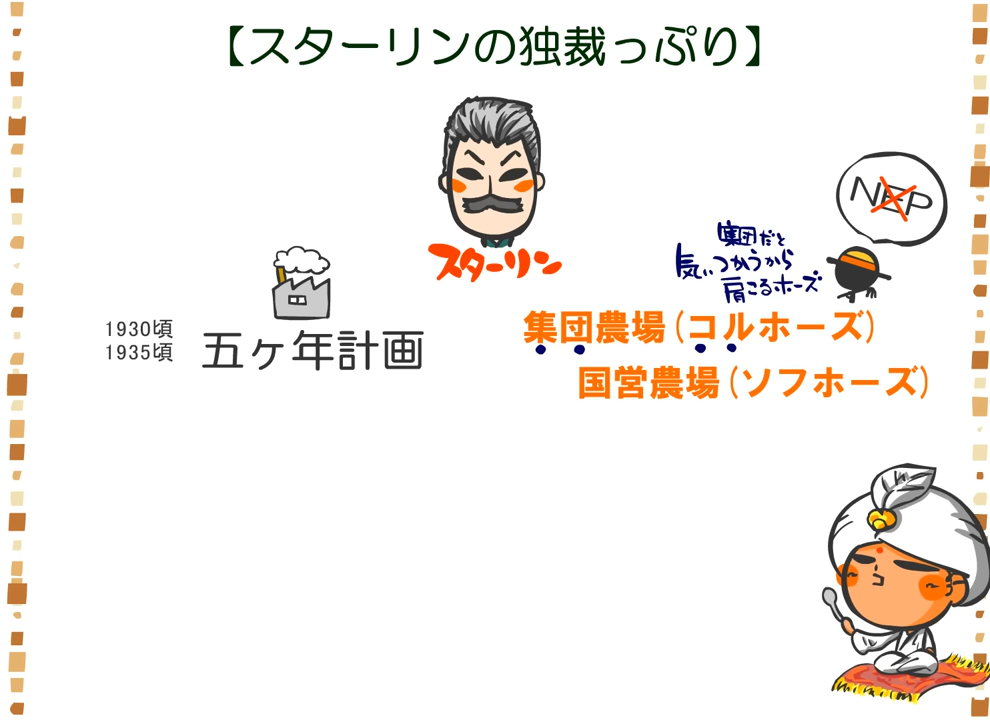 【スターリンの独裁っぷり】
NEP
スターリン
集団だと
気ぃつかうから
肩こるホーズ
1930頃
1935頃
五ヶ年計画
集団農場(コルホーズ)
国営農場(ソフホーズ)